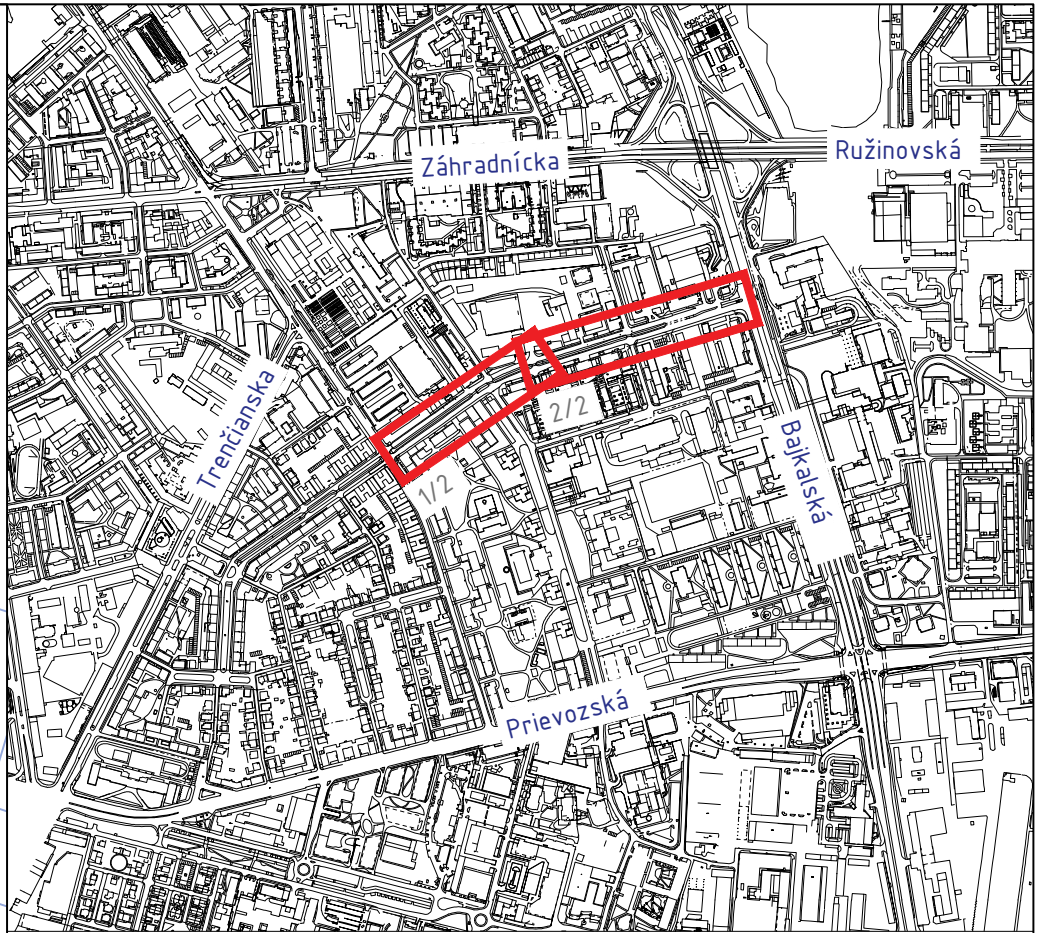 Záhradnícka
Ružinovská
Trenčianska
2/2
Bajkalská
1/2
Prievozská